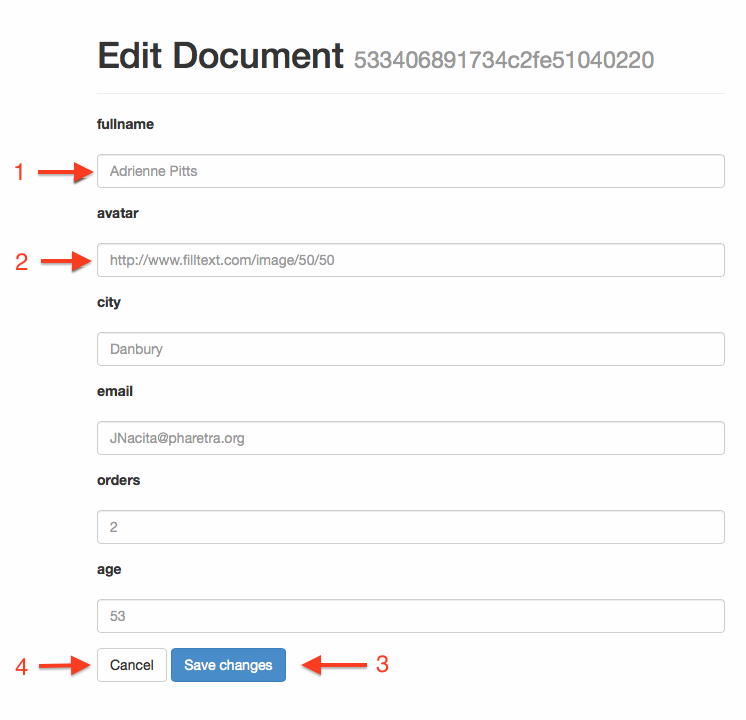 Edit Document 533406891734c2fe51040220
fullname
1 Adrienne Pitts
avatar
2 http://www.filltext.com/image/50/50
city
Danbury
email
JNacita@pharetra.org
orders
2
age
53
4 Cancel Save changes 3